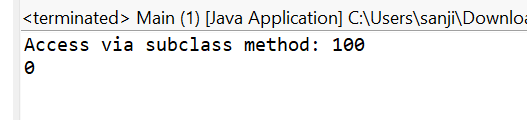 <terminated> Main (1) [Java Application] C:\Users\sanji\Downlo
Access via subclass method: 100
0